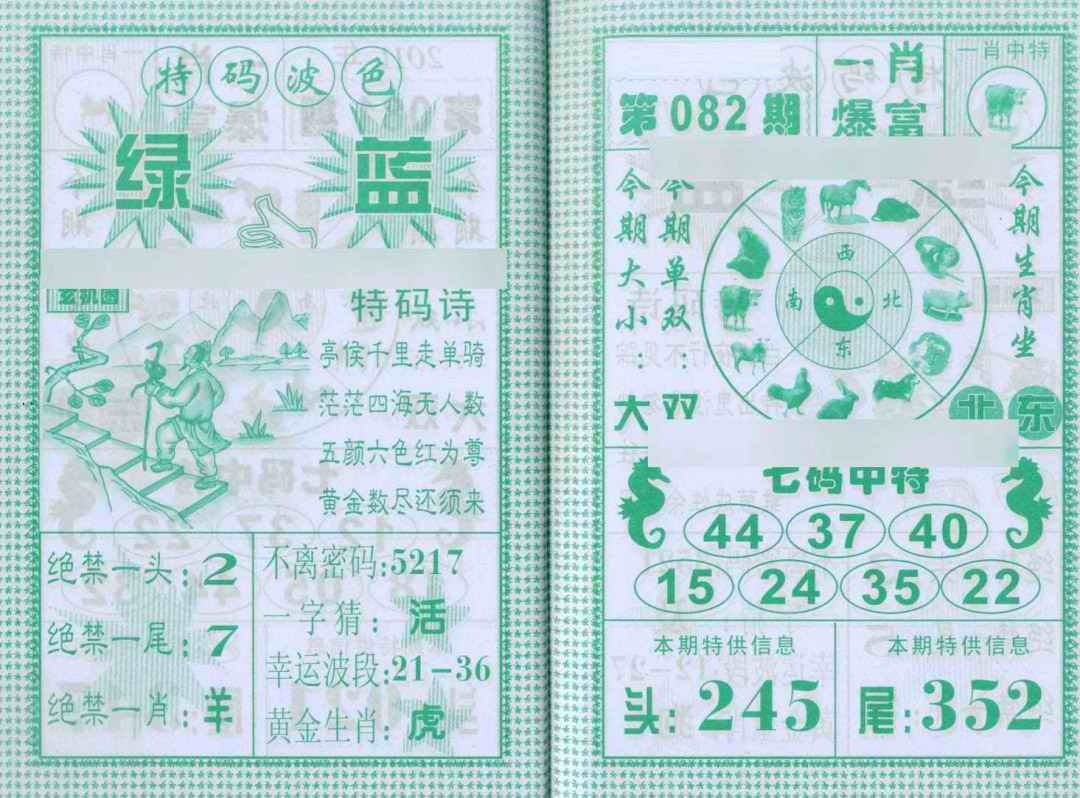 特码波色
绿 蓝
玄机图
特码诗
亭侯千里走单骑
茫茫四海无人数
五颜六色红为尊
黄金数尽还须来
绝禁一头:2
绝禁一尾:7
绝禁一肖:羊
不离密码:5217
一字猜:活
幸运波段:21-36
黄金生肖:虎
第082期
一肖
爆富
一肖中特
今期大小:大
今期单双:双
西
南 北
东
今期生肖坐
北东
七码中特
44 37 40
15 24 35 22
本期特供信息
头:245
本期特供信息
尾:352